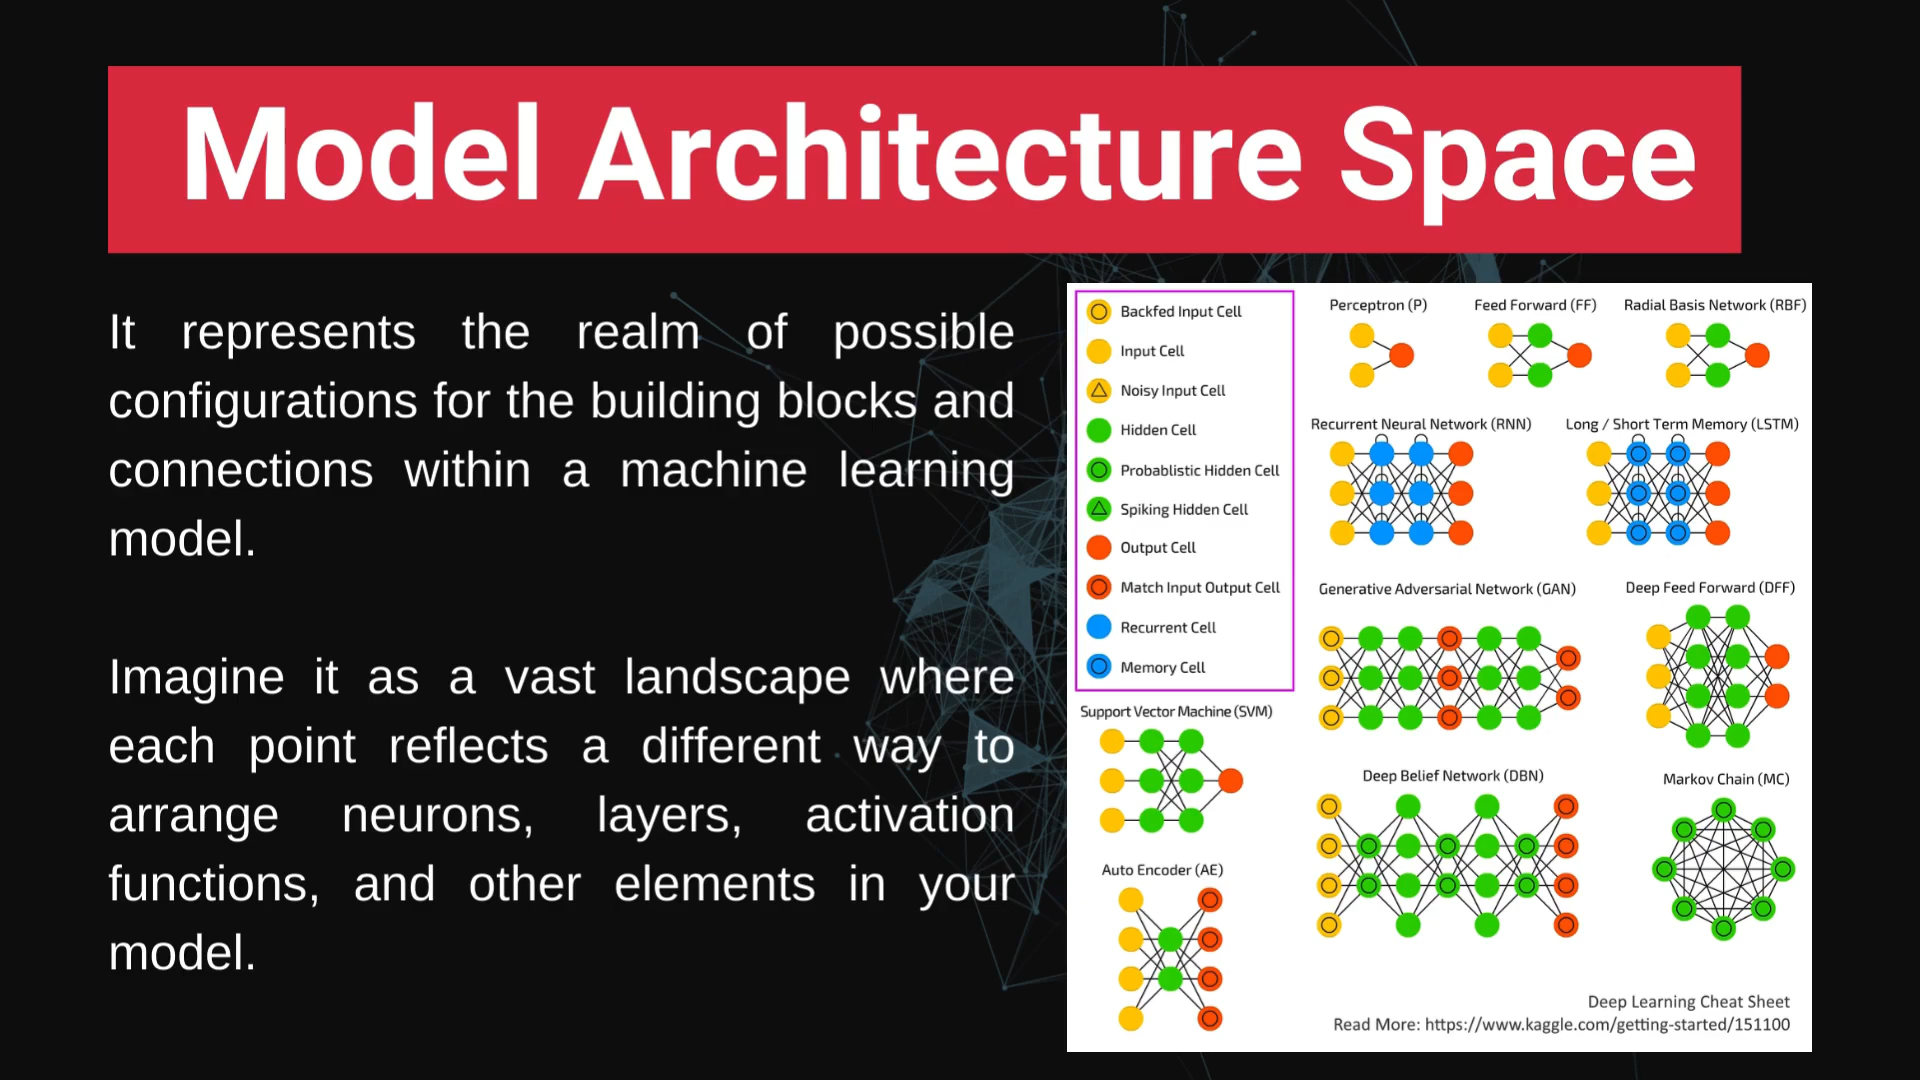 Model Architecture Space
It represents the realm of possible
configurations for the building blocks and
connections within a machine learning
model.
Imagine it as a vast landscape where
each point reflects a different way to
arrange neurons, layers, activation
functions, and other elements in your
model.
Backfed Input Cell
Input Cell
Noisy Input Cell
Hidden Cell
Probablistic Hidden Cell
Spiking Hidden Cell
Output Cell
Match Input Output Cell
Recurrent Cell
Memory Cell
Perceptron (P)
Feed Forward (FF)
Radial Basis Network (RBF)
Recurrent Neural Network (RNN)
Long / Short Term Memory (LSTM)
Generative Adversarial Network (GAN)
Deep Feed Forward (DFF)
Support Vector Machine (SVM)
Deep Belief Network (DBN)
Markov Chain (MC)
Auto Encoder (AE)
Deep Learning Cheat Sheet
Read More: https://www.kaggle.com/getting-started/151100